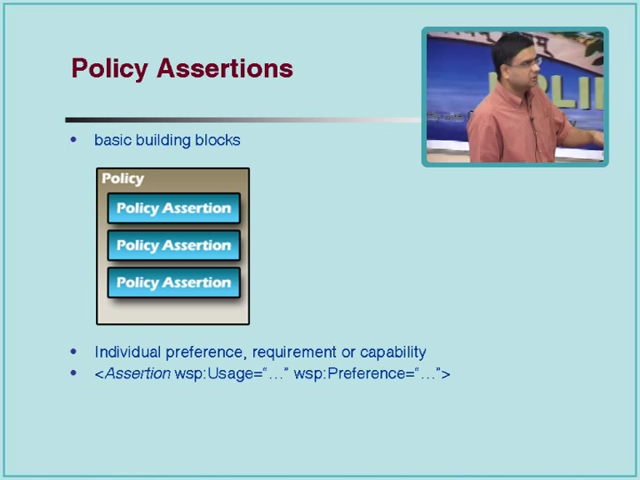 Policy Assertions
• basic building blocks
Policy
Policy Assertion
Policy Assertion
Policy Assertion
• Individual preference, requirement or capability
• <Assertion wsp:Usage=“…” wsp:Preference=“…”>